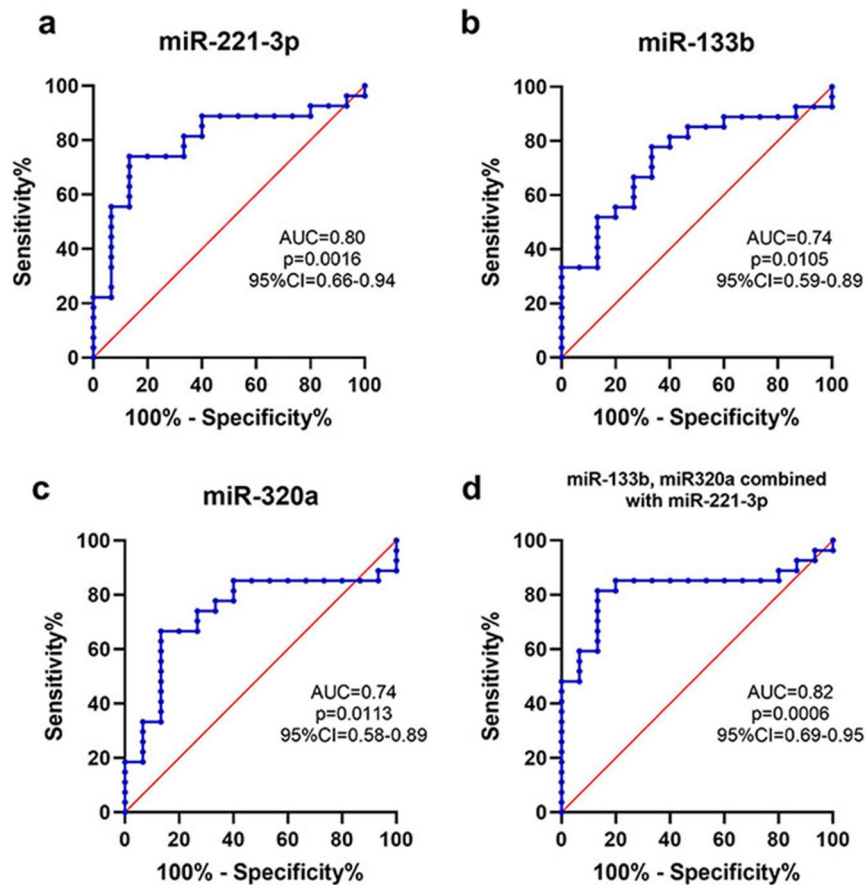 a
miR-221-3p
100
80
60
40
20
0
Sensitivity%
AUC=0.80
p=0.0016
95%CI=0.66-0.94
0 20 40 60 80 100
100% - Specificity%
b
miR-133b
100
80
60
40
20
0
Sensitivity%
AUC=0.74
p=0.0105
95%CI=0.59-0.89
0 20 40 60 80 100
100% - Specificity%
c
miR-320a
100
80
60
40
20
0
Sensitivity%
AUC=0.74
p=0.0113
95%CI=0.58-0.89
0 20 40 60 80 100
100% - Specificity%
d
miR-133b, miR320a combined
with miR-221-3p
100
80
60
40
20
0
Sensitivity%
AUC=0.82
p=0.0006
95%CI=0.69-0.95
0 20 40 60 80 100
100% - Specificity%